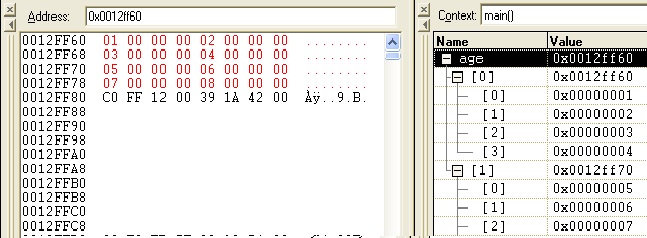 Address: 0x0012ff60
0012FF60 01 00 00 00 02 00 00 00 ........
0012FF68 03 00 00 00 04 00 00 00 ........
0012FF70 05 00 00 00 06 00 00 00 ........
0012FF78 07 00 00 00 08 00 00 00 ........
0012FF80 C0 FF 12 00 39 1A 42 00 Àÿ..9.B.
0012FF88
0012FF90
0012FF98
0012FFA0
0012FFA8
0012FFB0
0012FFB8
0012FFC0
0012FFC8
Context: main()
Name Value
age 0x0012ff60
[0] 0x0012ff60
[0] 0x00000001
[1] 0x00000002
[2] 0x00000003
[3] 0x00000004
[1] 0x0012ff70
[0] 0x00000005
[1] 0x00000006
[2] 0x00000007